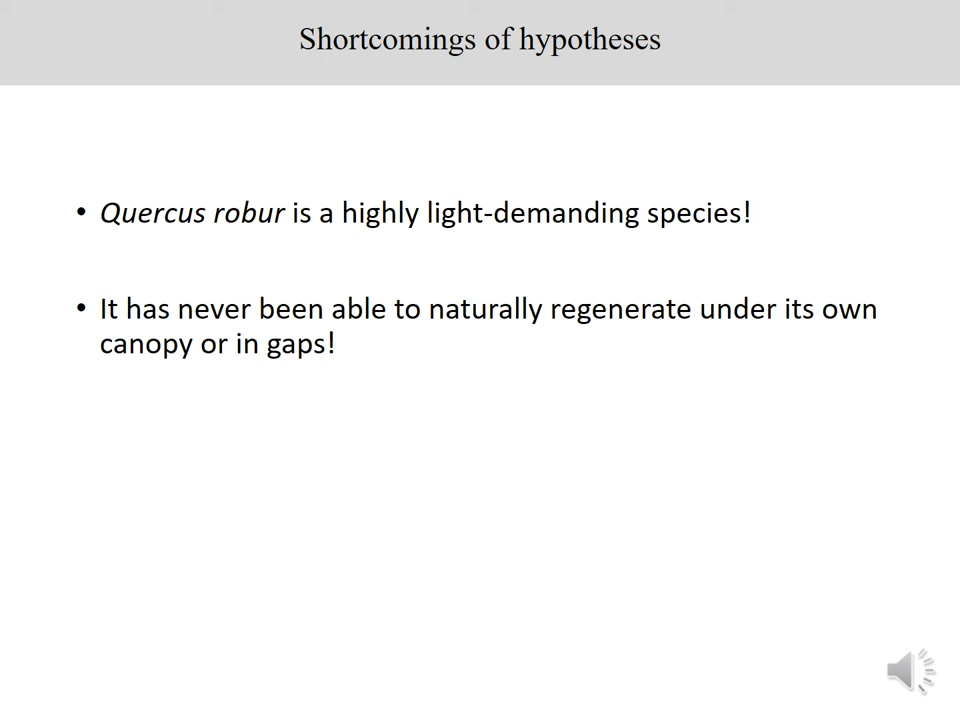 Shortcomings of hypotheses
• Quercus robur is a highly light-demanding species!
• It has never been able to naturally regenerate under its own
canopy or in gaps!